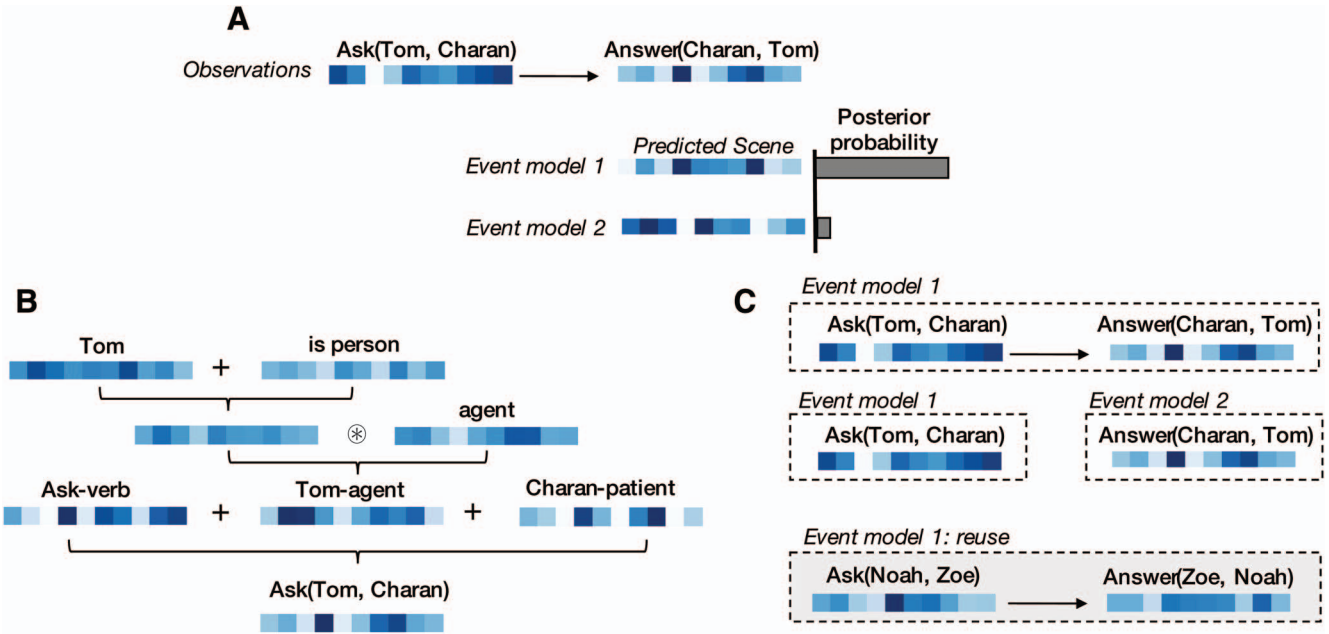 A
Ask(Tom, Charan)
Answer(Charan, Tom)
Observations
Posterior
probability
Predicted Scene
Event model 1
Event model 2
B
Tom
+
is person
agent
⊛
Ask-verb
+
Tom-agent
+
Charan-patient
Ask(Tom, Charan)
C
Event model 1
Ask(Tom, Charan)
Answer(Charan, Tom)
Event model 1
Event model 2
Ask(Tom, Charan)
Answer(Charan, Tom)
Event model 1: reuse
Ask(Noah, Zoe)
Answer(Zoe, Noah)